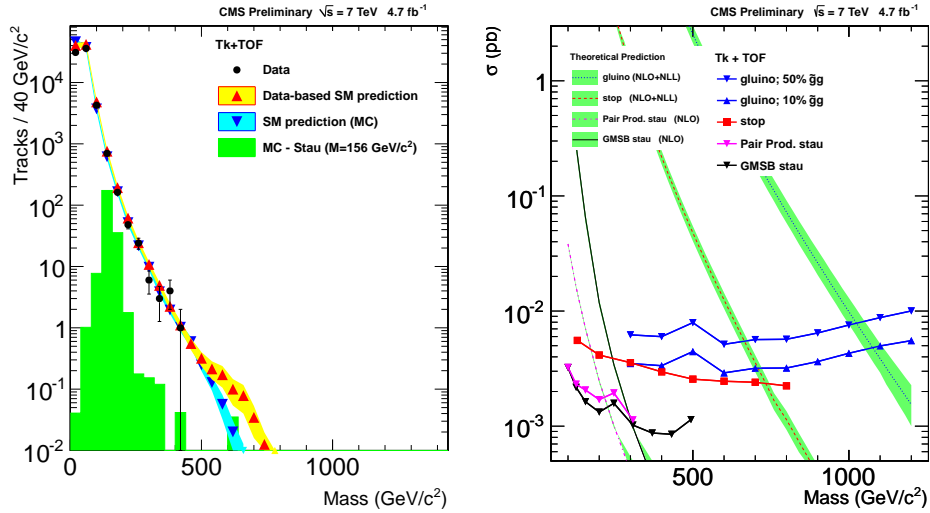 CMS Preliminary √s = 7 TeV 4.7 fb⁻¹
Tracks / 40 GeV/c²
Tk+TOF
Data
Data-based SM prediction
SM prediction (MC)
MC - Stau (M=156 GeV/c²)
10⁴
10³
10²
10
1
10⁻¹
10⁻²
0 500 1000
Mass (GeV/c²)
CMS Preliminary √s = 7 TeV 4.7 fb⁻¹
σ (pb)
Theoretical Prediction
gluino (NLO+NLL)
stop (NLO+NLL)
Pair Prod. stau (NLO)
GMSB stau (NLO)
Tk + TOF
gluino; 50% g̃g
gluino; 10% g̃g
stop
Pair Prod. stau
GMSB stau
1
10⁻¹
10⁻²
10⁻³
500 1000
Mass (GeV/c²)